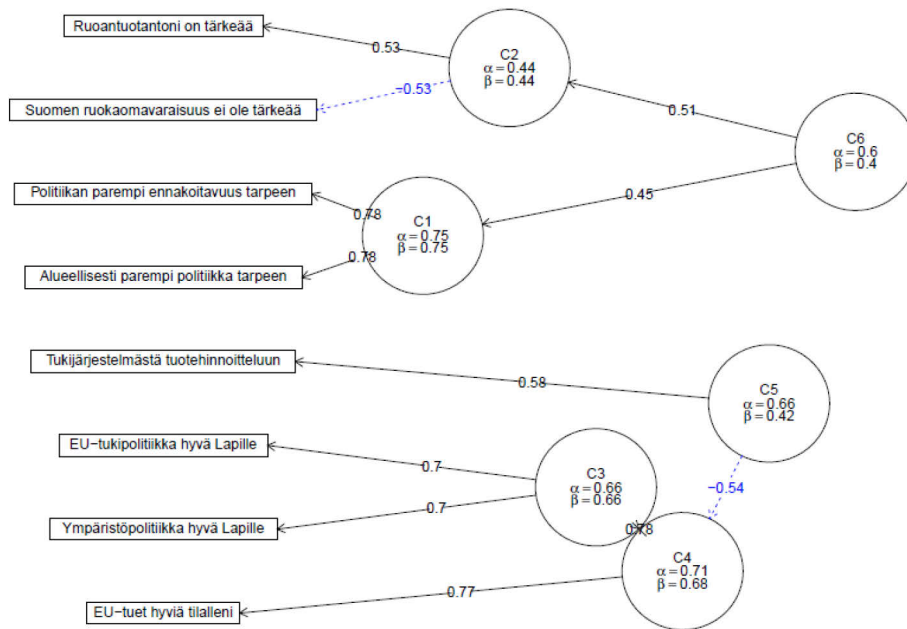 Ruoantuotantoni on tärkeää
0.53
C2
α = 0.44
β = 0.44
−0.53
Suomen ruokaomavaraisuus ei ole tärkeää
0.51
C6
α = 0.6
β = 0.4
Politiikan parempi ennakoitavuus tarpeen
0.78
C1
α = 0.75
β = 0.75
0.45
0.78
Alueellisesti parempi politiikka tarpeen
Tukijärjestelmästä tuotehinnoitteluun
0.58
C5
α = 0.66
β = 0.42
EU−tukipolitiikka hyvä Lapille
0.7
C3
α = 0.66
β = 0.66
−0.54
0.7
Ympäristöpolitiikka hyvä Lapille
0.78
C4
α = 0.71
β = 0.68
0.77
EU−tuet hyviä tilalleni